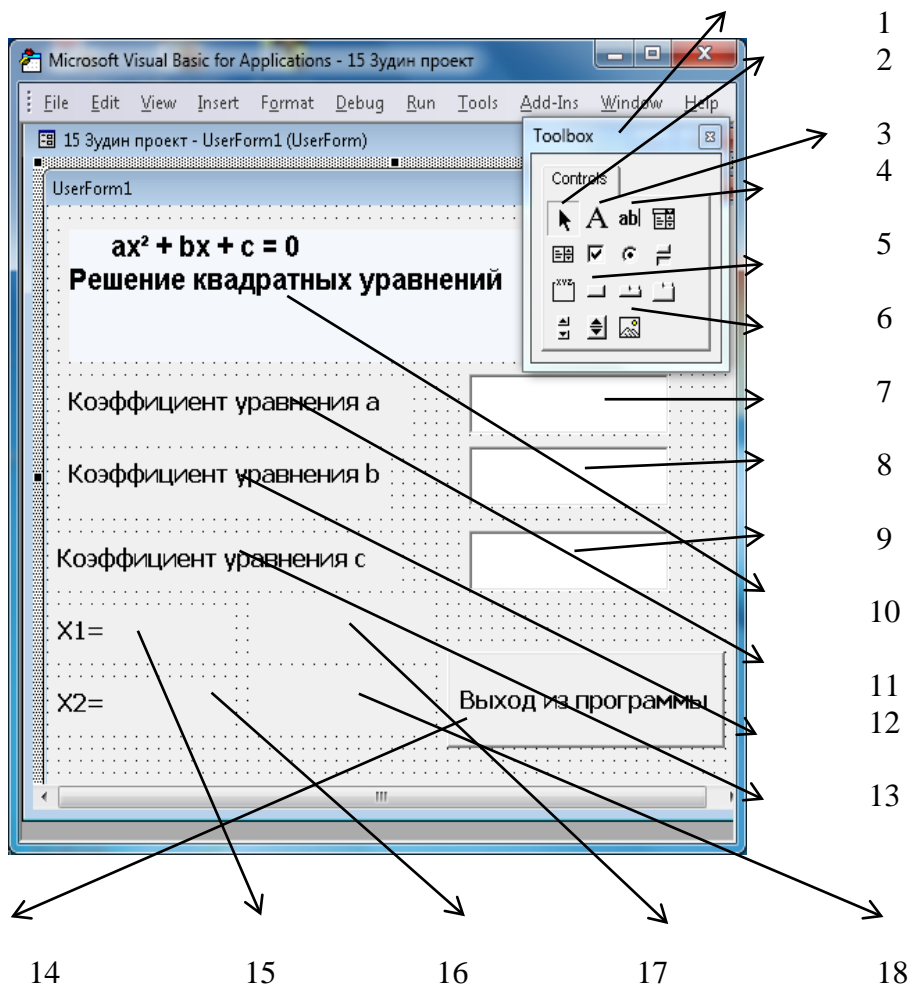 1
Microsoft Visual Basic for Applications - 15 Зудин проект
2
File Edit View Insert Format Debug Run Tools Add-Ins Window Help
15 Зудин проект - UserForm1 (UserForm)
Toolbox
3
UserForm1
Controls
4
A ab|
ax² + bx + c = 0
Решение квадратных уравнений
5
XYZ
6
Коэффициент уравнения a
7
Коэффициент уравнения b
8
Коэффициент уравнения c
9
X1=
10
X2=
Выход из программы
11
12
13
14 15 16 17 18